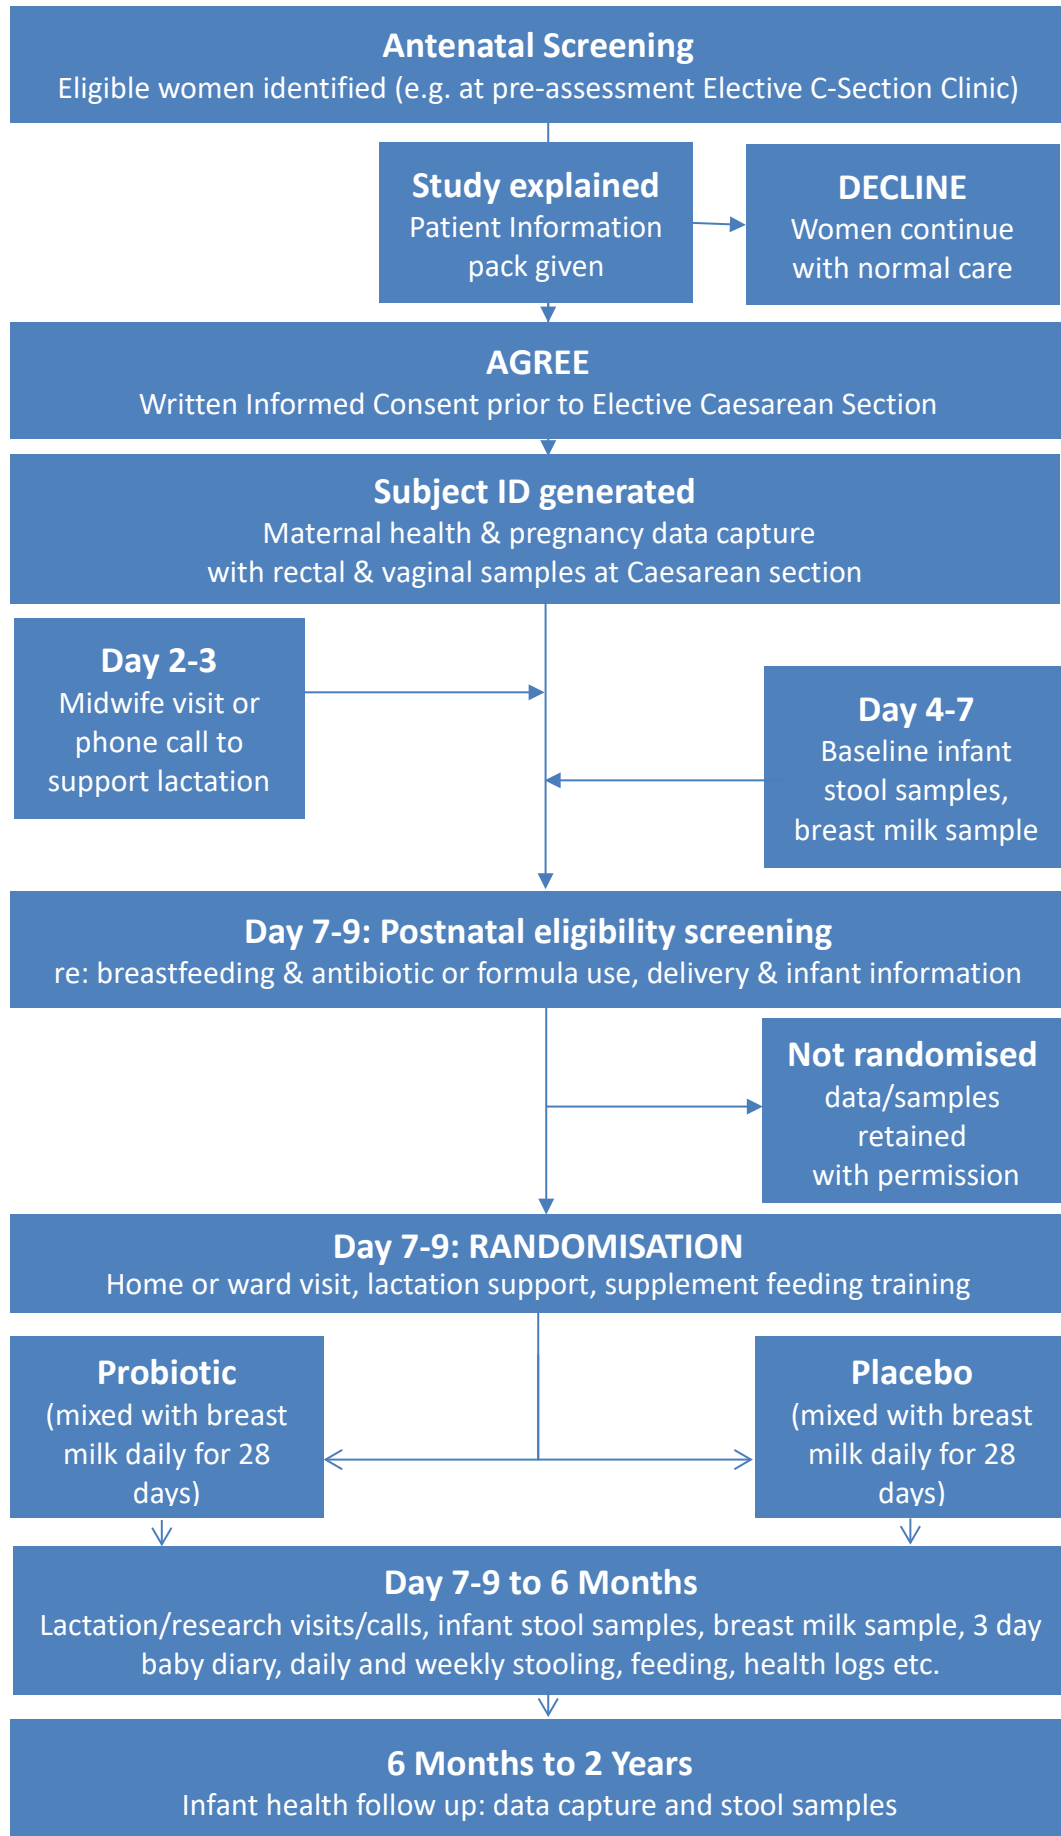 Antenatal Screening
Eligible women identified (e.g. at pre-assessment Elective C-Section Clinic)
Study explained
Patient Information
pack given
DECLINE
Women continue
with normal care
AGREE
Written Informed Consent prior to Elective Caesarean Section
Subject ID generated
Maternal health & pregnancy data capture
with rectal & vaginal samples at Caesarean section
Day 2-3
Midwife visit or
phone call to
support lactation
Day 4-7
Baseline infant
stool samples,
breast milk sample
Day 7-9: Postnatal eligibility screening
re: breastfeeding & antibiotic or formula use, delivery & infant information
Not randomised
data/samples
retained
with permission
Day 7-9: RANDOMISATION
Home or ward visit, lactation support, supplement feeding training
Probiotic
(mixed with breast
milk daily for 28
days)
Placebo
(mixed with breast
milk daily for 28
days)
Day 7-9 to 6 Months
Lactation/research visits/calls, infant stool samples, breast milk sample, 3 day
baby diary, daily and weekly stooling, feeding, health logs etc.
6 Months to 2 Years
Infant health follow up: data capture and stool samples